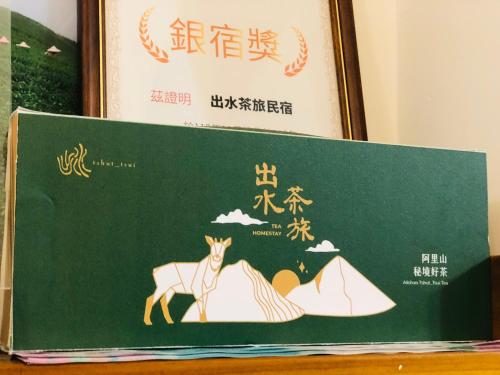 銀宿獎
茲證明 出水茶旅民宿
tshut_tsui
出水
茶旅
TEA
HOMESTAY
阿里山
秘境好茶
Alishan Tshut_Tsui Tea